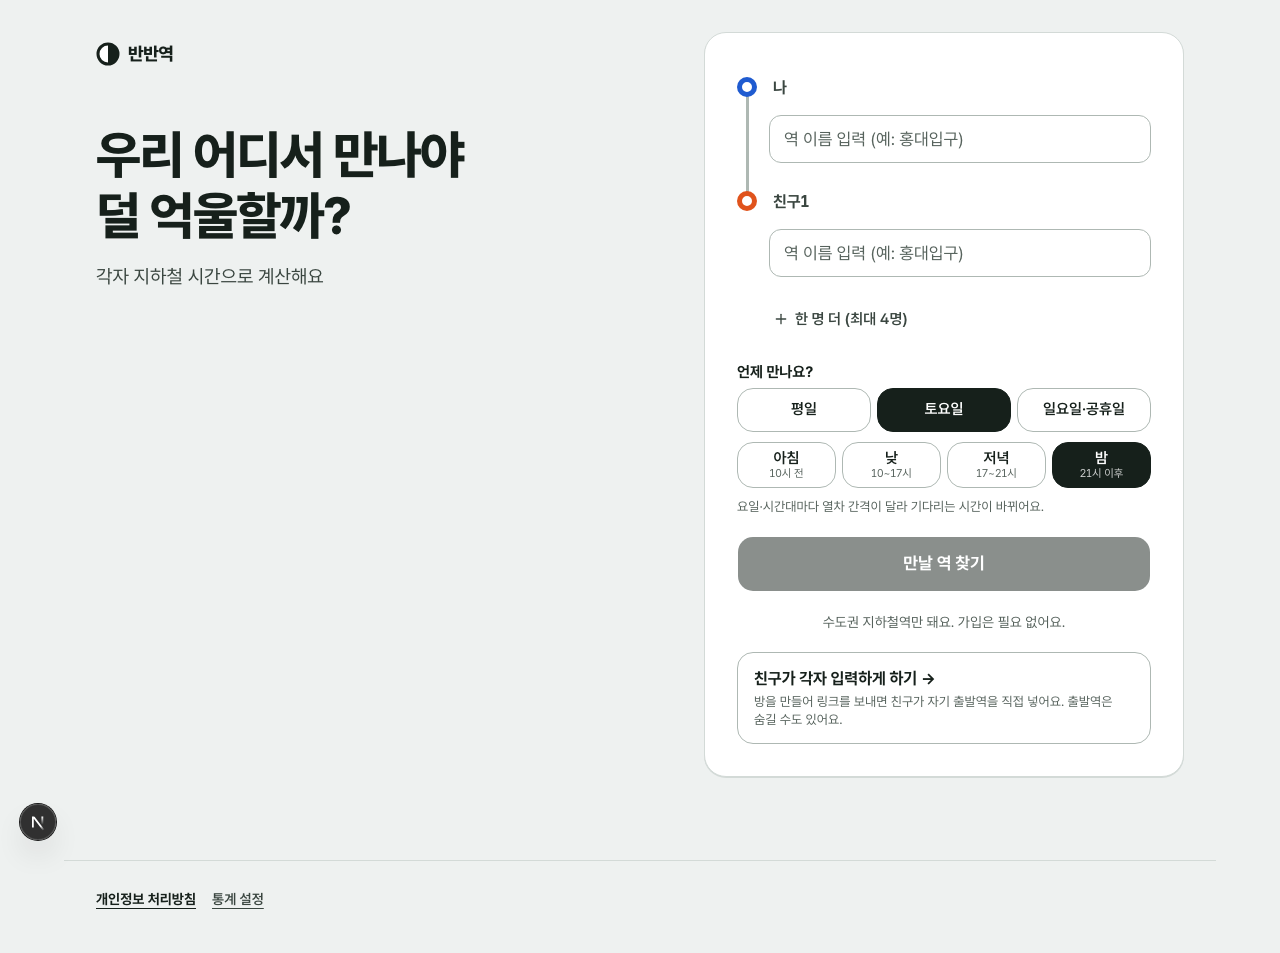 반반역
우리 어디서 만나야
덜 억울할까?
각자 지하철 시간으로 계산해요
나
역 이름 입력 (예: 홍대입구)
친구1
역 이름 입력 (예: 홍대입구)
+ 한 명 더 (최대 4명)
언제 만나요?
평일 토요일 일요일·공휴일
아침 낮 저녁 밤
10시 전 10~17시 17~21시 21시 이후
요일·시간대마다 열차 간격이 달라 기다리는 시간이 바뀌어요.
만날 역 찾기
수도권 지하철역만 돼요. 가입은 필요 없어요.
친구가 각자 입력하게 하기 →
방을 만들어 링크를 보내면 친구가 자기 출발역을 직접 넣어요. 출발역은
숨길 수도 있어요.
N
개인정보 처리방침 통계 설정